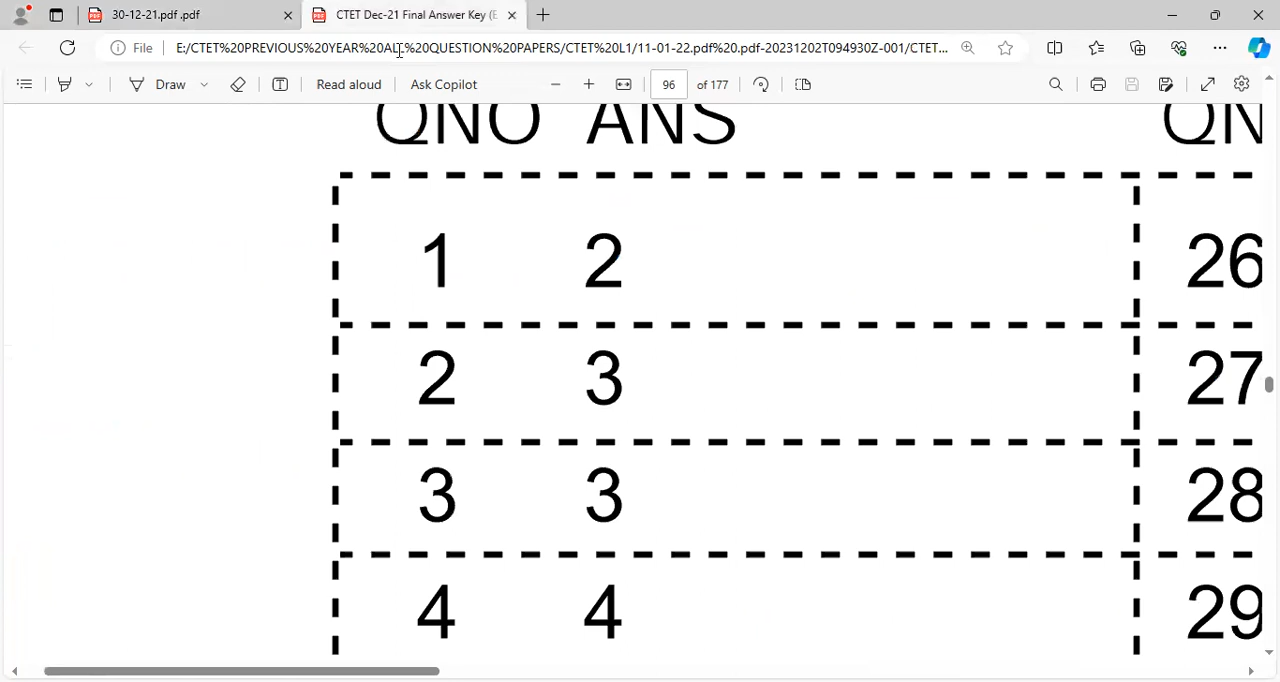 30-12-21.pdf .pdf
CTET Dec-21 Final Answer Key (E
File
E:/CTET%20PREVIOUS%20YEAR%20ALL%20QUESTION%20PAPERS/CTET%20L1/11-01-22.pdf%20.pdf-20231202T094930Z-001/CTET...
Draw
Read aloud
Ask Copilot
96 of 177
QNO ANS QN
1 2 26
2 3 27
3 3 28
4 4 29